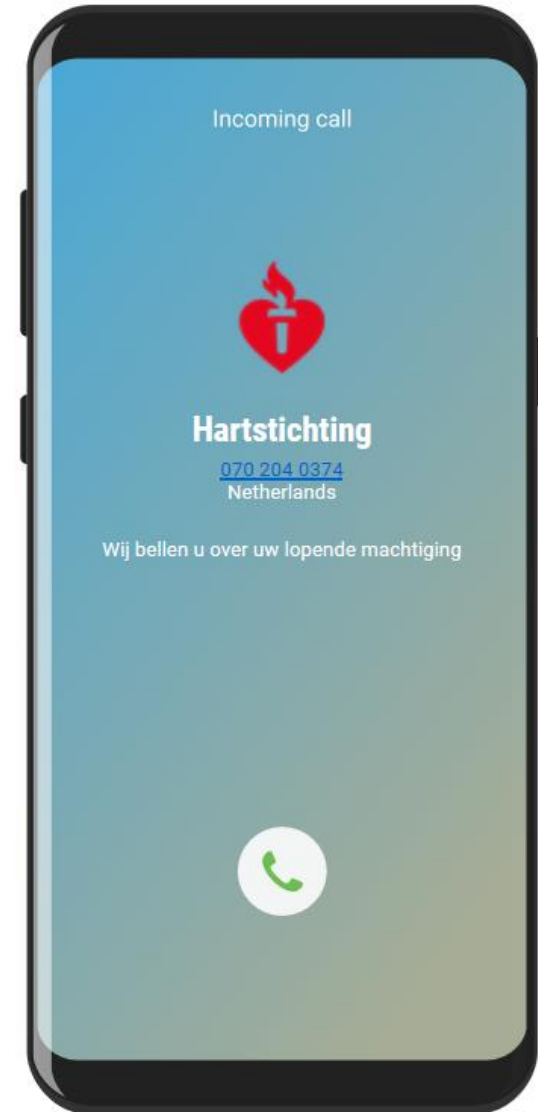 Incoming call
Hartstichting
070 204 0374
Netherlands
Wij bellen u over uw lopende machtiging